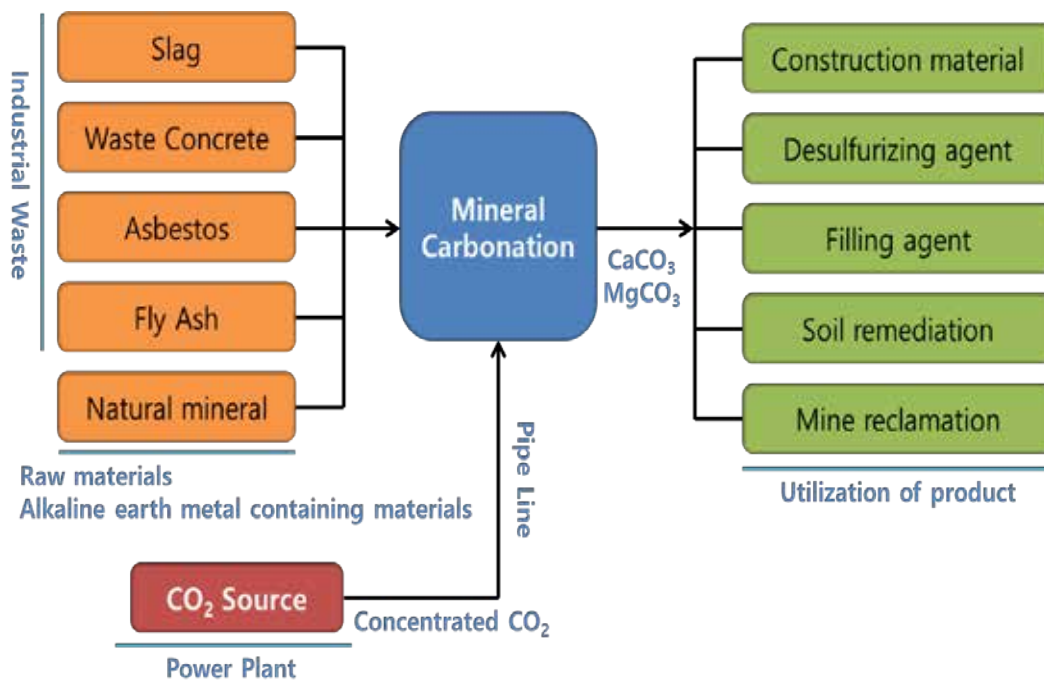 Industrial Waste
Slag
Waste Concrete
Asbestos
Fly Ash
Natural mineral
Raw materials
Alkaline earth metal containing materials
CO₂ Source
Power Plant
Concentrated CO₂
Pipe Line
Mineral
Carbonation
CaCO₃
MgCO₃
Construction material
Desulfurizing agent
Filling agent
Soil remediation
Mine reclamation
Utilization of product